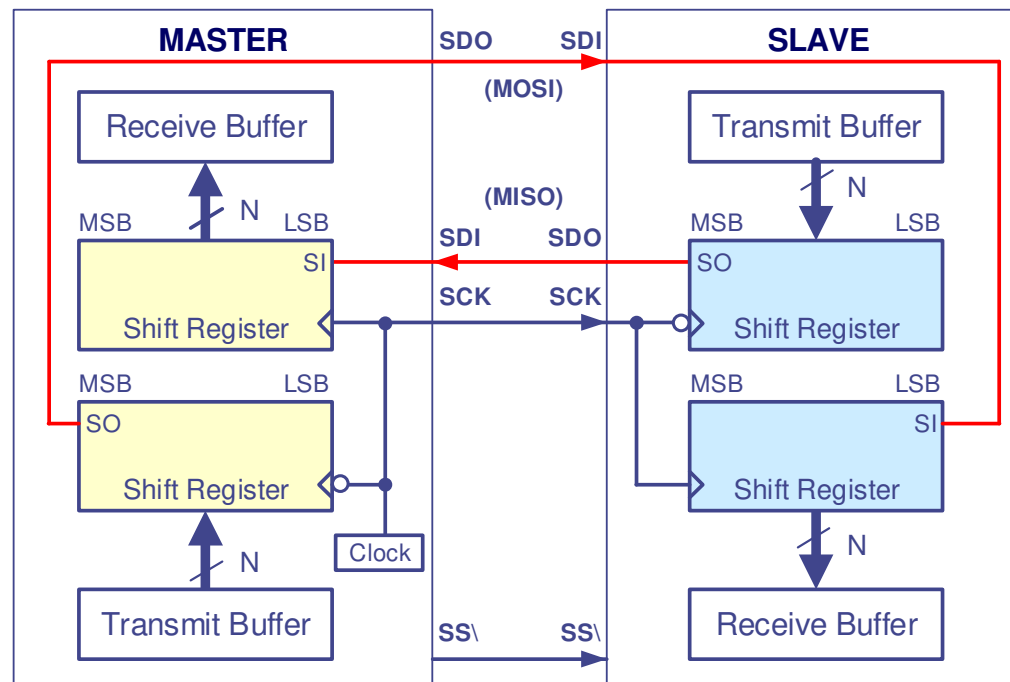 MASTER
SDO SDI
SLAVE
(MOSI)
Receive Buffer
Transmit Buffer
N
N
(MISO)
MSB LSB
SDI SDO
MSB LSB
SI
SO
SCK SCK
Shift Register
Shift Register
MSB LSB
MSB LSB
SO
SI
Shift Register
Shift Register
Clock
N
N
Transmit Buffer
SS\ SS\
Receive Buffer